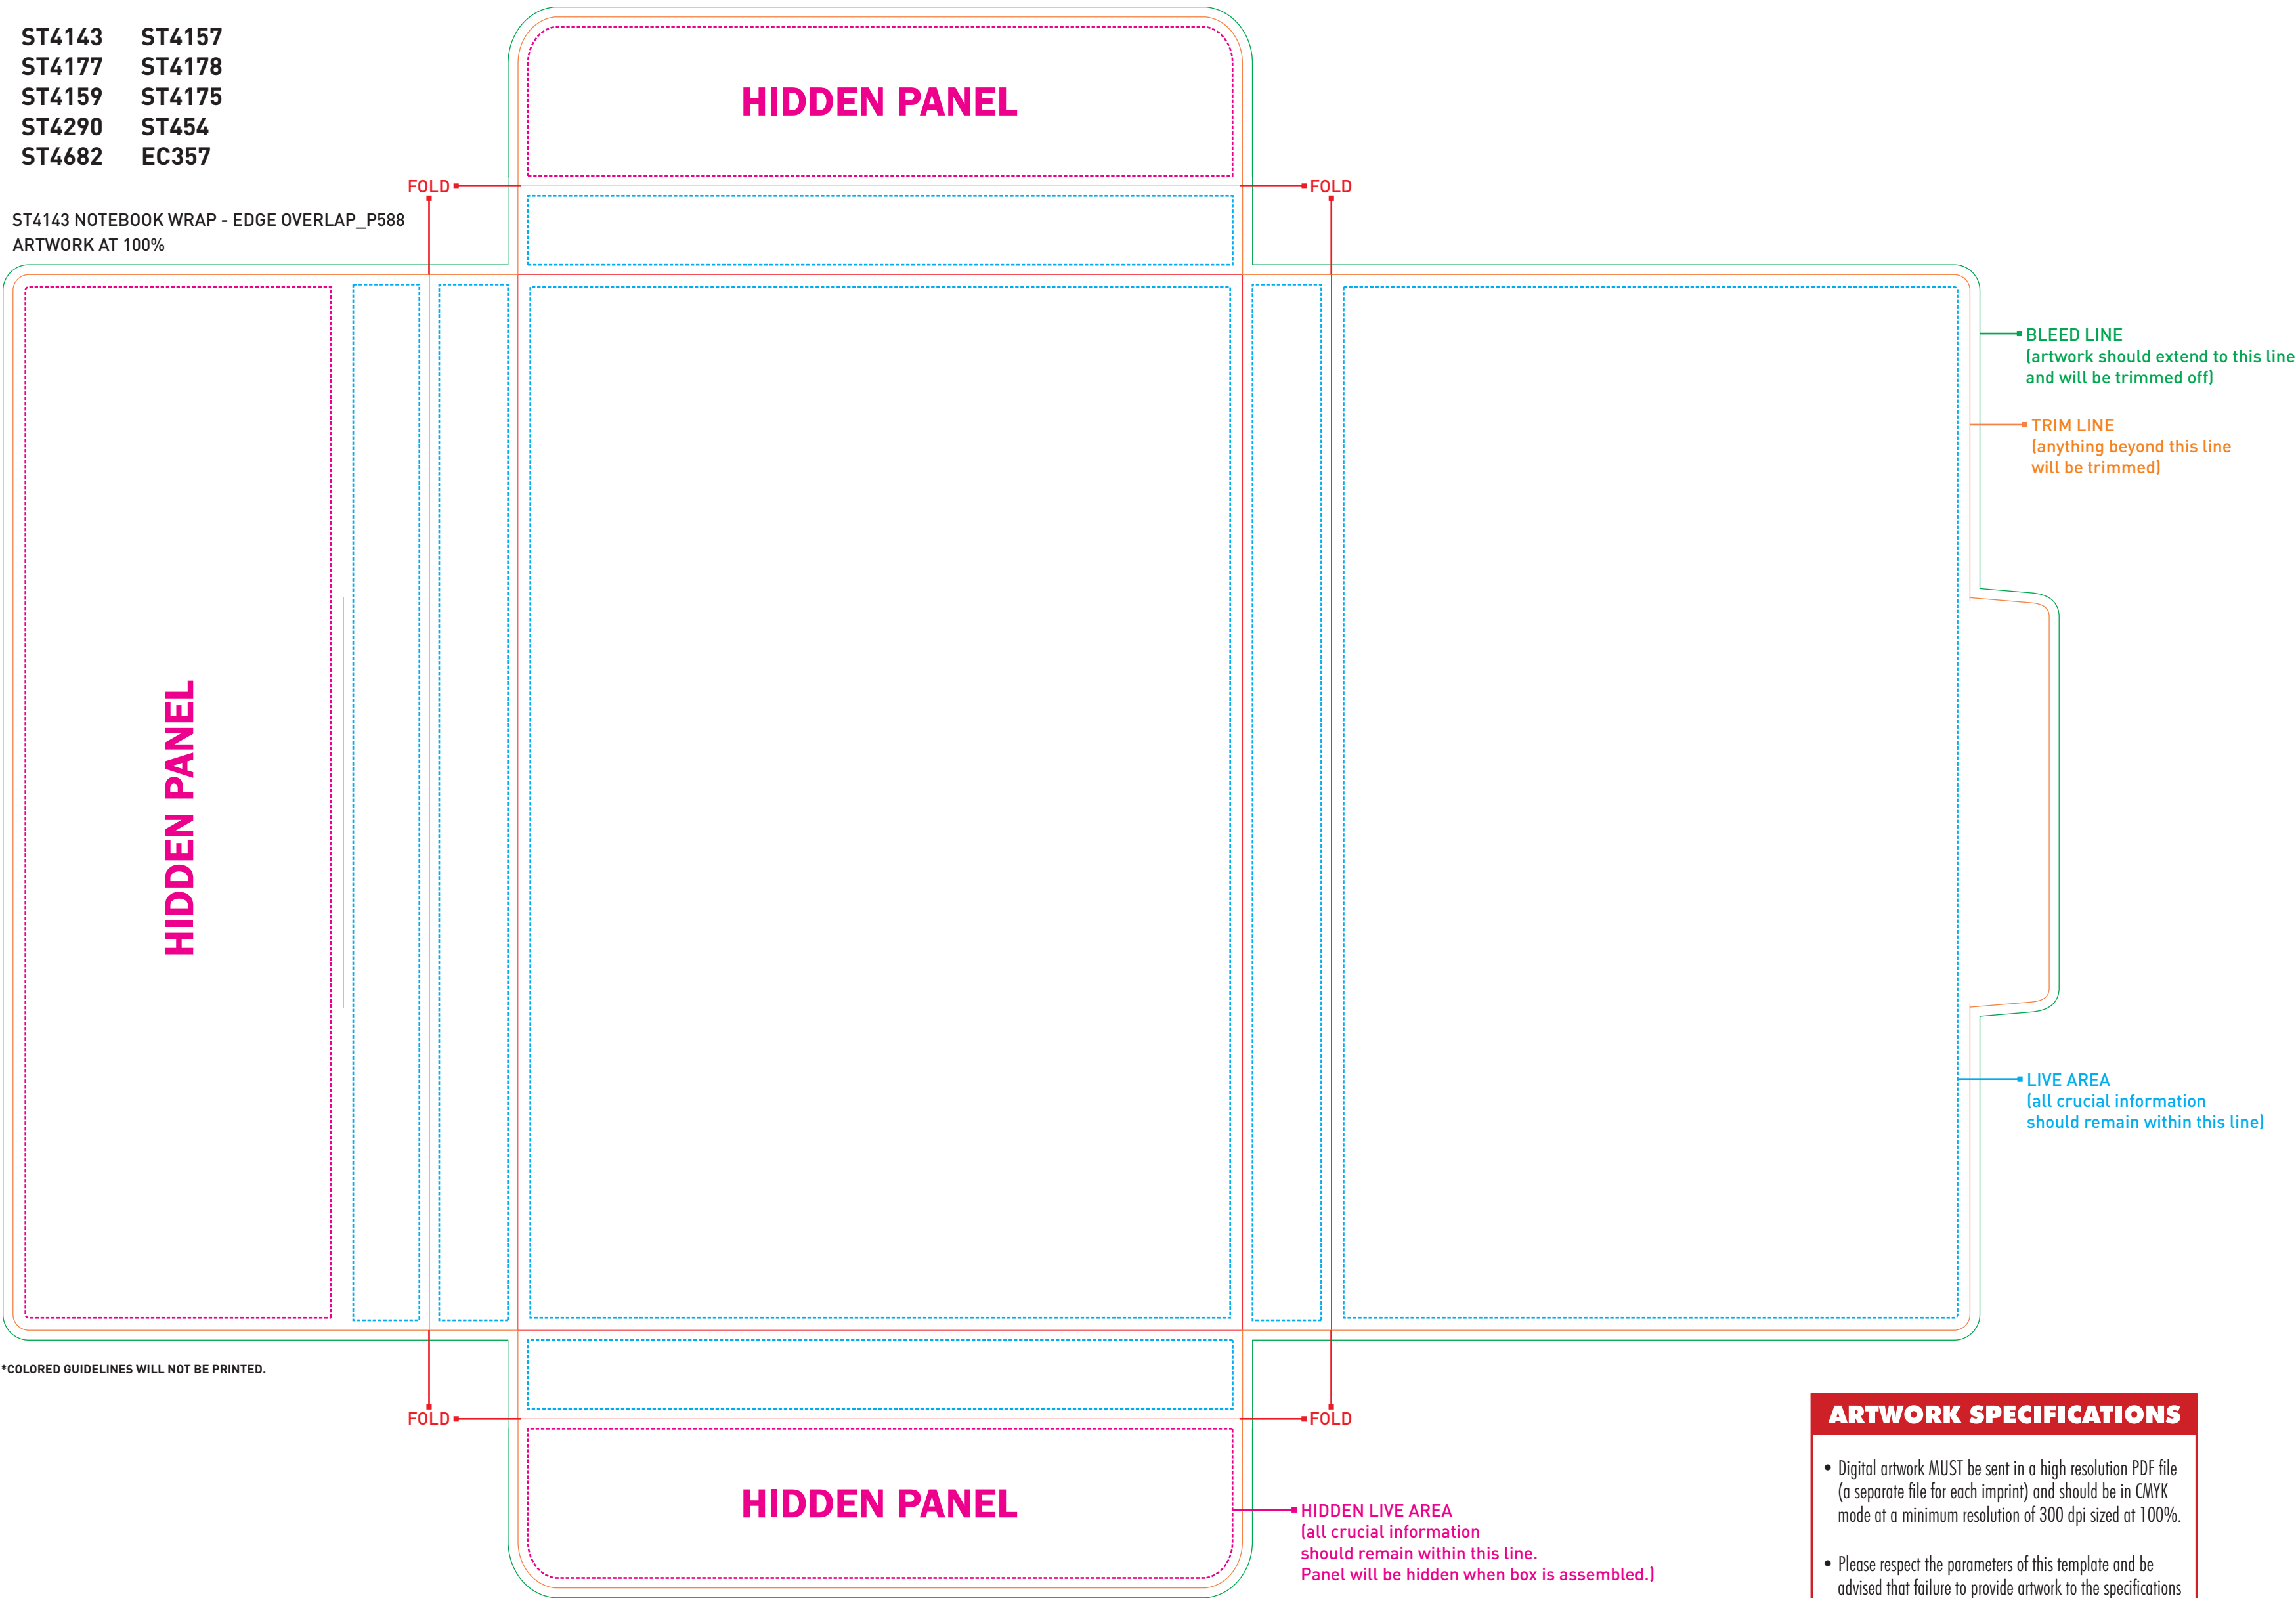 ST4143 ST4157
ST4177 ST4178
ST4159 ST4175
ST4290 ST454
ST4682 EC357
HIDDEN PANEL
FOLD
FOLD
ST4143 NOTEBOOK WRAP - EDGE OVERLAP_P588
ARTWORK AT 100%
BLEED LINE
(artwork should extend to this line
and will be trimmed off)
TRIM LINE
(anything beyond this line
will be trimmed)
HIDDEN PANEL
LIVE AREA
(all crucial information
should remain within this line)
*COLORED GUIDELINES WILL NOT BE PRINTED.
FOLD
FOLD
HIDDEN PANEL
HIDDEN LIVE AREA
(all crucial information
should remain within this line.
Panel will be hidden when box is assembled.)
ARTWORK SPECIFICATIONS
• Digital artwork MUST be sent in a high resolution PDF file
(a separate file for each imprint) and should be in CMYK
mode at a minimum resolution of 300 dpi sized at 100%.
• Please respect the parameters of this template and be
advised that failure to provide artwork to the specifications